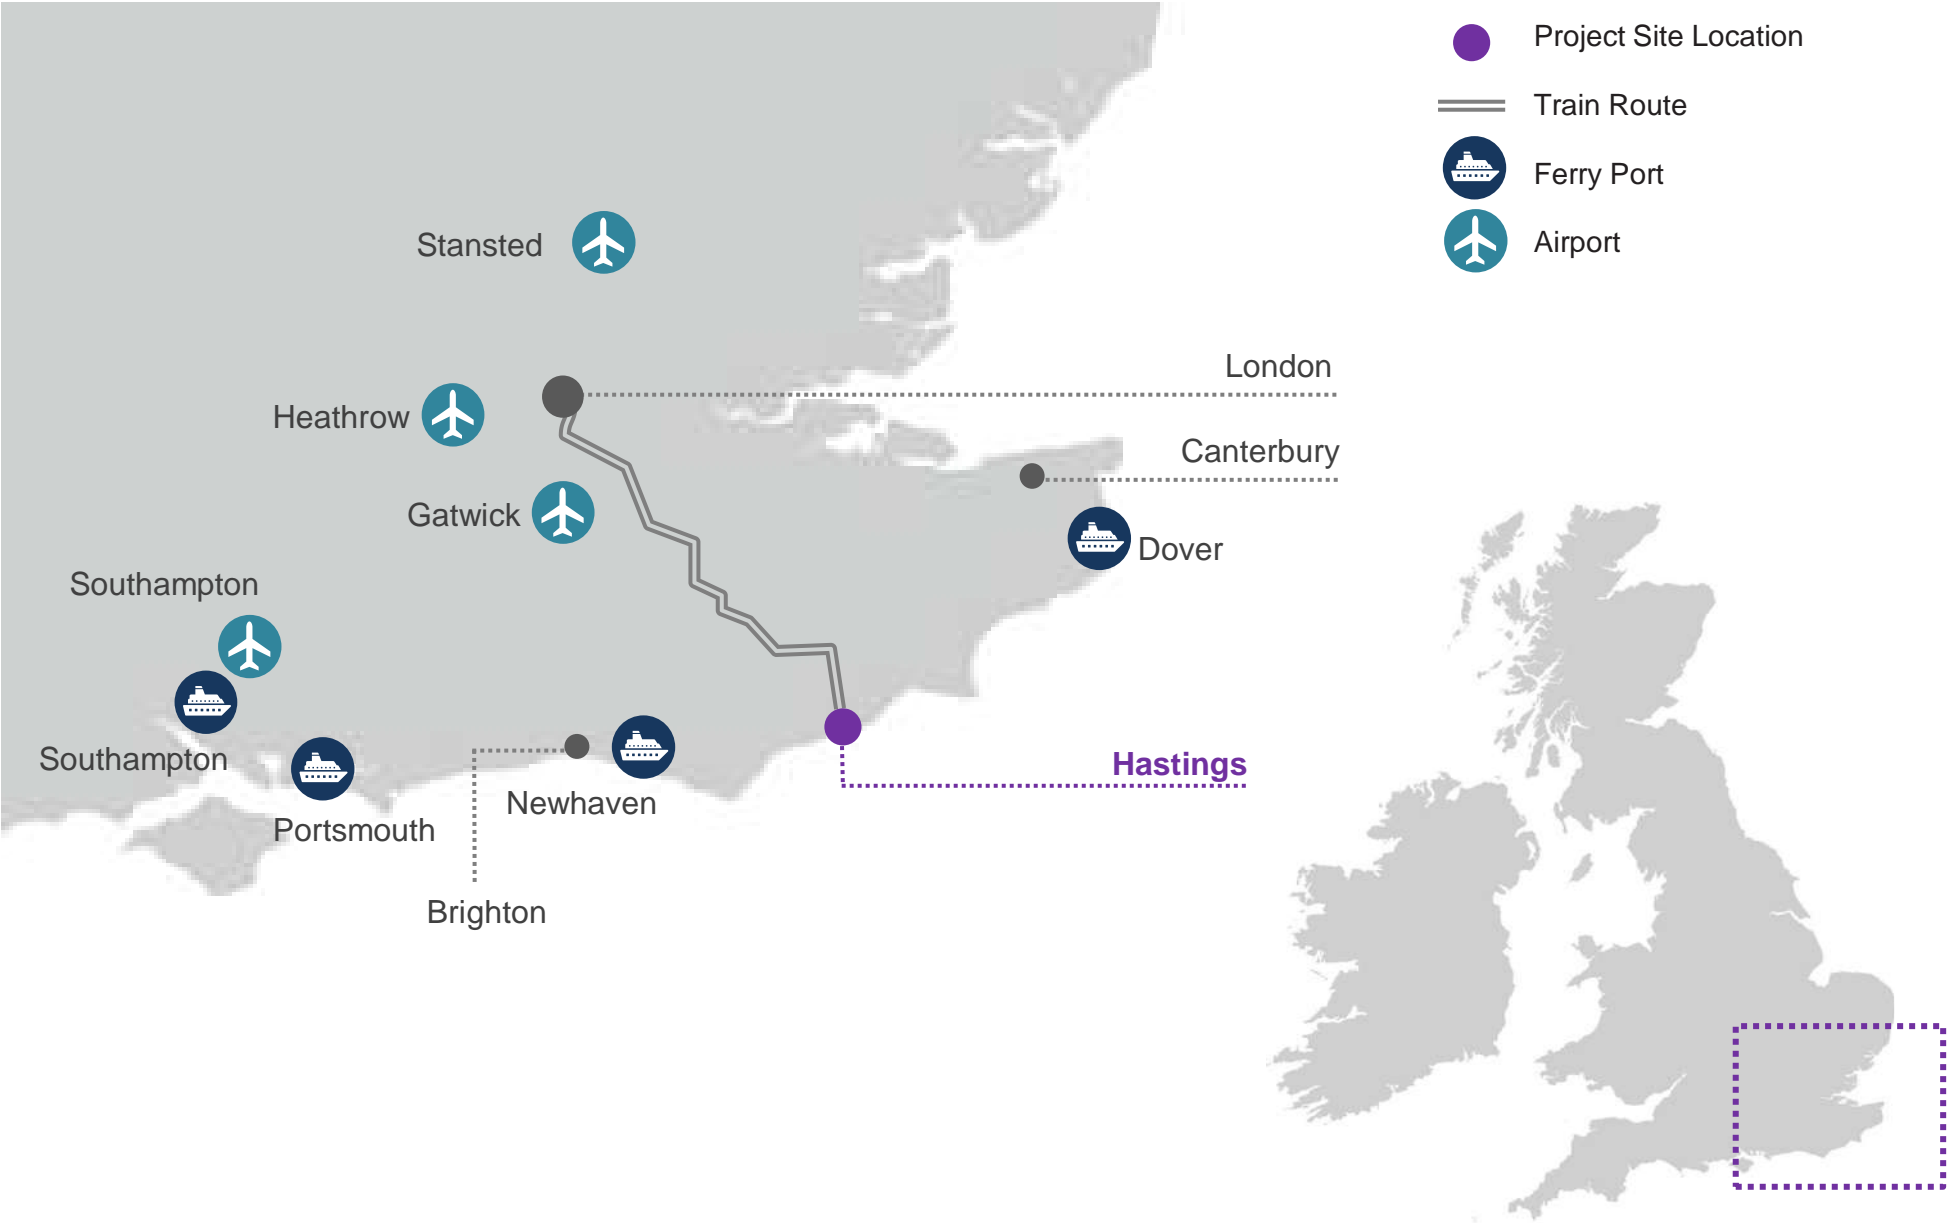 Project Site Location
Train Route
Ferry Port
Airport
Stansted
London
Heathrow
Canterbury
Gatwick
Dover
Southampton
Southampton
Hastings
Newhaven
Portsmouth
Brighton